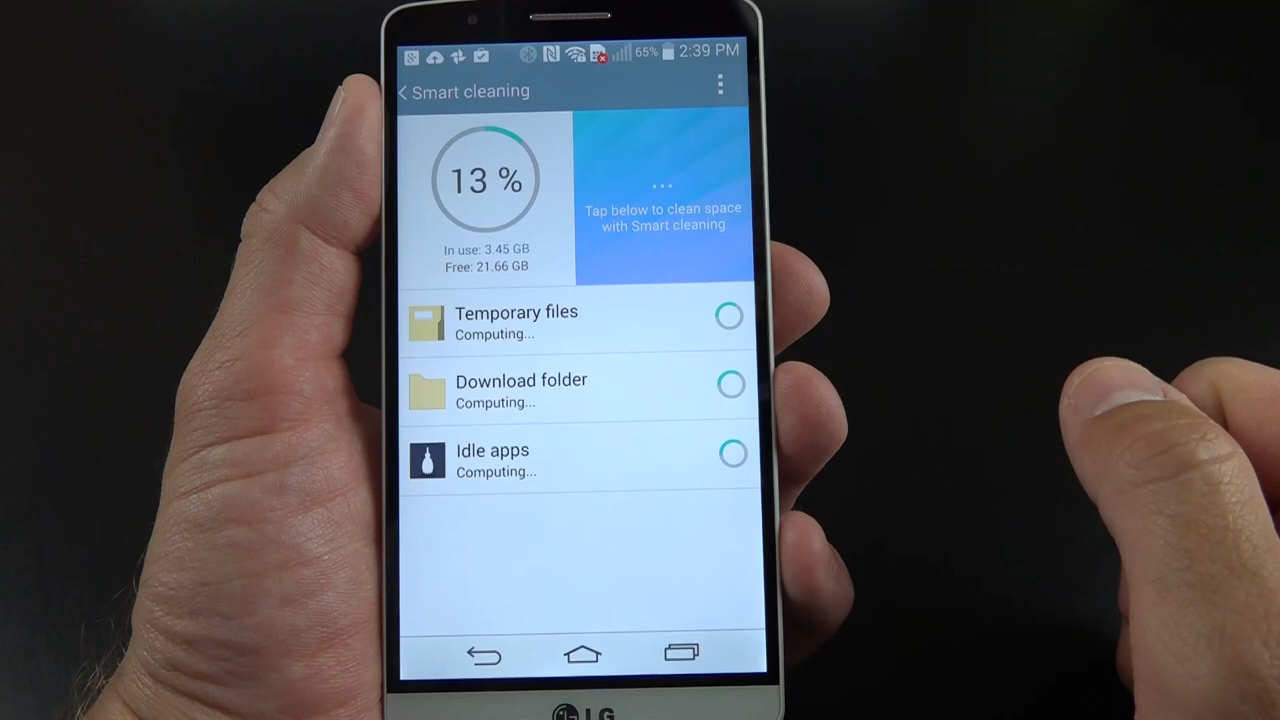 65% 2:39 PM
Smart cleaning
13 %
In use: 3.45 GB
Free: 21.66 GB
...
Tap below to clean space
with Smart cleaning
Temporary files
Computing...
Download folder
Computing...
Idle apps
Computing...
LG